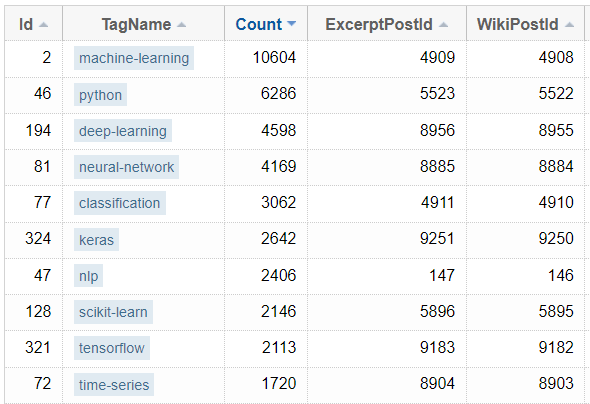 Id TagName Count ExcerptPostId WikiPostId
2 machine-learning 10604 4909 4908
46 python 6286 5523 5522
194 deep-learning 4598 8956 8955
81 neural-network 4169 8885 8884
77 classification 3062 4911 4910
324 keras 2642 9251 9250
47 nlp 2406 147 146
128 scikit-learn 2146 5896 5895
321 tensorflow 2113 9183 9182
72 time-series 1720 8904 8903